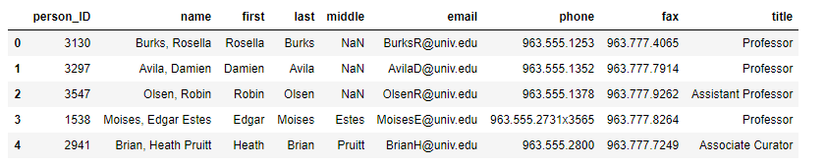 person_ID name first last middle email phone fax title
0 3130 Burks, Rosella Rosella Burks NaN BurksR@univ.edu 963.555.1253 963.777.4065 Professor
1 3297 Avila, Damien Damien Avila NaN AvilaD@univ.edu 963.555.1352 963.777.7914 Professor
2 3547 Olsen, Robin Robin Olsen NaN OlsenR@univ.edu 963.555.1378 963.777.9262 Assistant Professor
3 1538 Moises, Edgar Estes Edgar Moises Estes MoisesE@univ.edu 963.555.2731x3565 963.777.8264 Professor
4 2941 Brian, Heath Pruitt Heath Brian Pruitt BrianH@univ.edu 963.555.2800 963.777.7249 Associate Curator